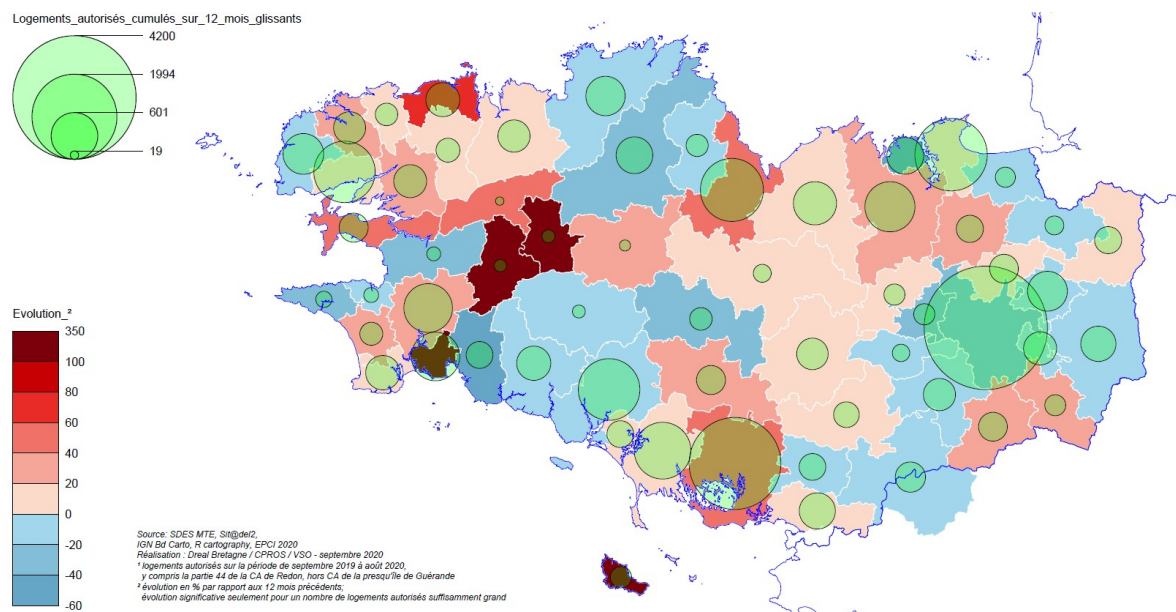 Logements_autorisés_cumulés_sur_12_mois_glissants
4200
1994
601
19
Evolution_²
350
100
80
60
40
20
0
-20
-40
-60
Source: SDES MTE, Sit@del2,
IGN Bd Carto, R cartography, EPCI 2020
Réalisation : Dreal Bretagne / CPROS / VSO - septembre 2020
¹ logements autorisés sur la période de septembre 2019 à août 2020,
y compris la partie 44 de la CA de Redon, hors CA de la presqu'île de Guérande
² évolution en % par rapport aux 12 mois précédents;
évolution significative seulement pour un nombre de logements autorisés suffisamment grand